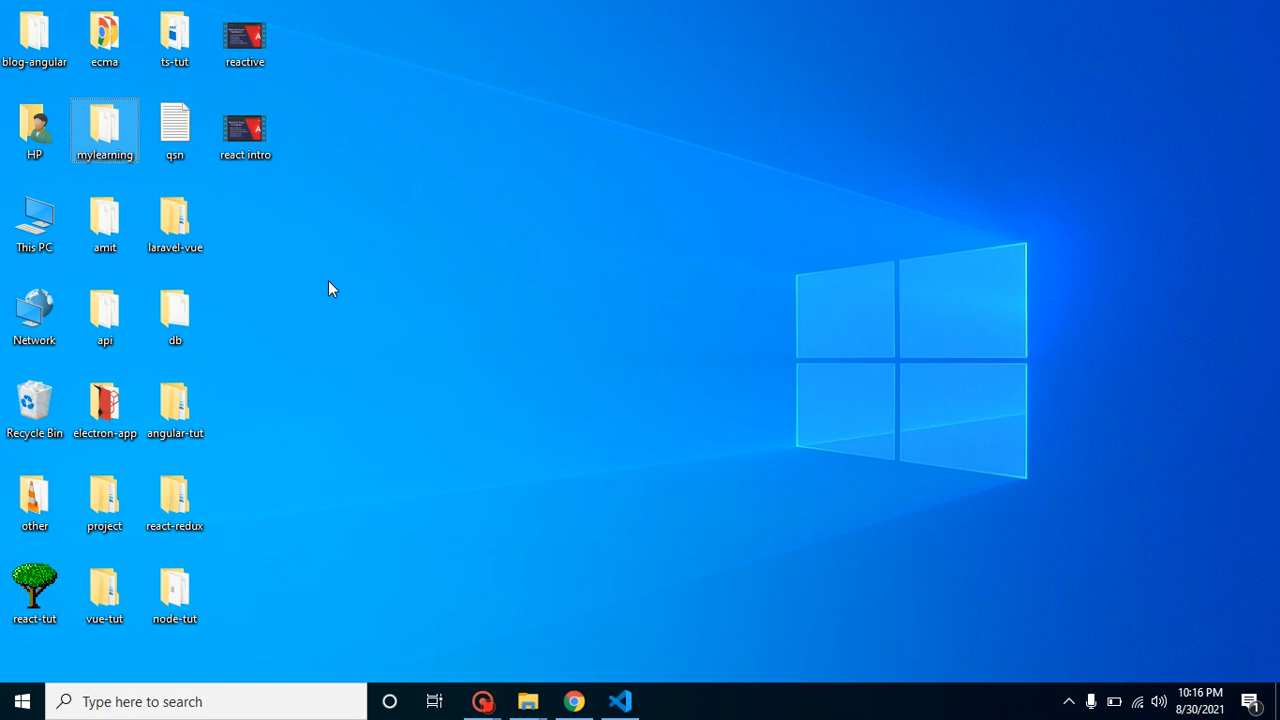 blog-angular
ecma
ts-tut
reactive
HP
mylearning
qsn
react intro
This PC
amit
laravel-vue
Network
api
db
Recycle Bin
electron-app
angular-tut
other
project
react-redux
react-tut
vue-tut
node-tut
Type here to search
10:16 PM
8/30/2021
1